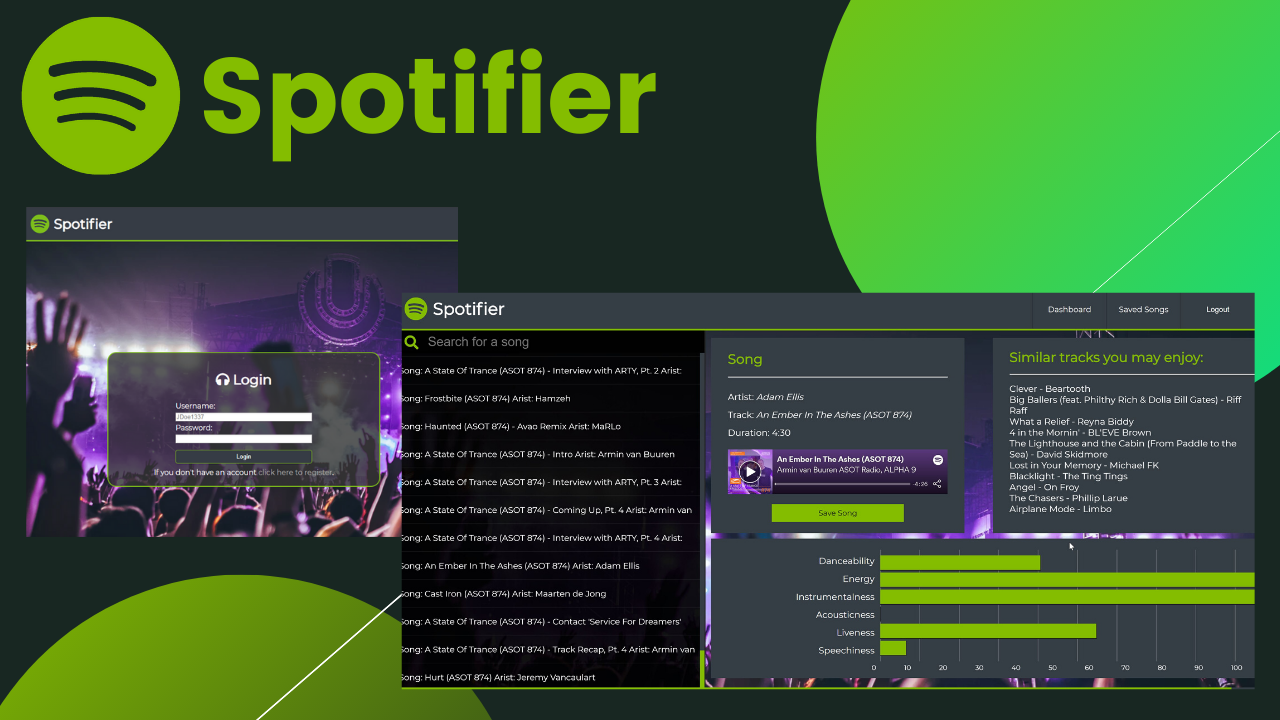 Spotifier
Spotifier
Login
Username:
JDoe1337
Password:
Login
If you don't have an account click here to register.
Spotifier
Dashboard
Saved Songs
Logout
Search for a song
Song: A State Of Trance (ASOT 874) - Interview with ARTY, Pt. 2 Arist:
Song: Frostbite (ASOT 874) Arist: Hamzeh
Song: Haunted (ASOT 874) - Avao Remix Arist: MaRLo
Song: A State Of Trance (ASOT 874) - Intro Arist: Armin van Buuren
Song: A State Of Trance (ASOT 874) - Interview with ARTY, Pt. 3 Arist:
Song: A State Of Trance (ASOT 874) - Coming Up, Pt. 4 Arist: Armin van
Song: A State Of Trance (ASOT 874) - Interview with ARTY, Pt. 4 Arist:
Song: An Ember In The Ashes (ASOT 874) Arist: Adam Ellis
Song: Cast Iron (ASOT 874) Arist: Maarten de Jong
Song: A State Of Trance (ASOT 874) - Contact 'Service For Dreamers'
Song: A State Of Trance (ASOT 874) - Track Recap, Pt. 4 Arist: Armin van
Song: Hurt (ASOT 874) Arist: Jeremy Vancaulart
Song
Artist: Adam Ellis
Track: An Ember In The Ashes (ASOT 874)
Duration: 4:30
An Ember In The Ashes (ASOT 874)
Armin van Buuren ASOT Radio, ALPHA 9
-4:26
Save Song
Similar tracks you may enjoy:
Clever - Beartooth
Big Ballers (feat. Philthy Rich & Dolla Bill Gates) - Riff
Raff
What a Relief - Reyna Biddy
4 in the Mornin' - BL'EVE Brown
The Lighthouse and the Cabin (From Paddle to the
Sea) - David Skidmore
Lost in Your Memory - Michael FK
Blacklight - The Ting Tings
Angel - On Froy
The Chasers - Phillip Larue
Airplane Mode - Limbo
Danceability
Energy
Instrumentalness
Acousticness
Liveness
Speechiness
0 10 20 30 40 50 60 70 80 90 100